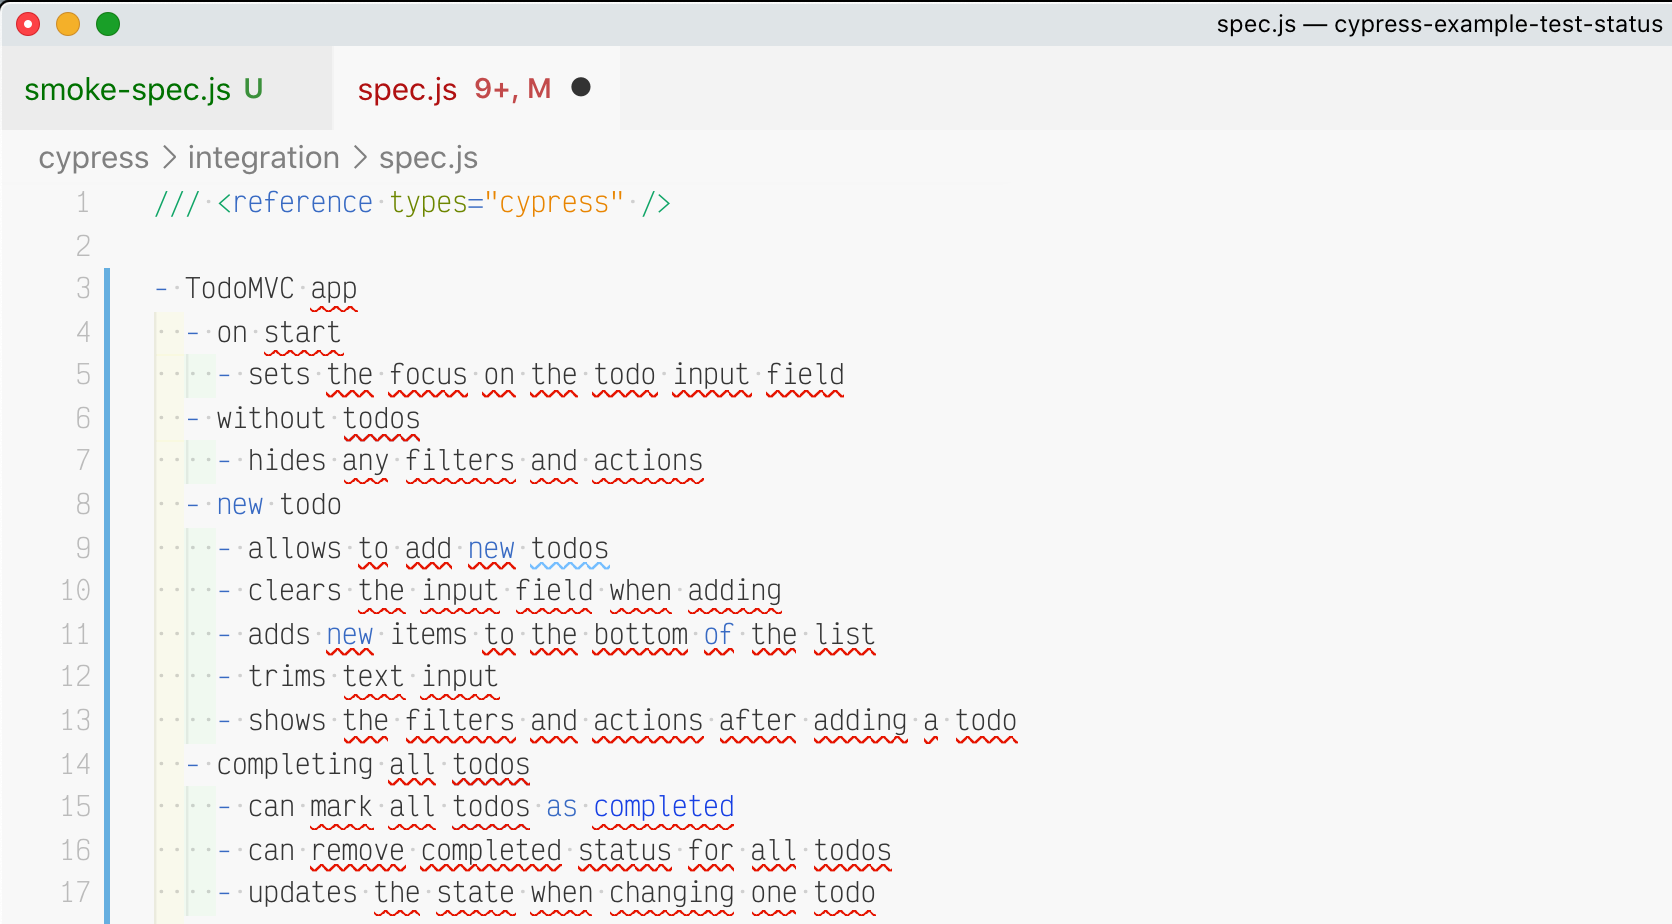 spec.js — cypress-example-test-status
smoke-spec.js U spec.js 9+, M
cypress > integration > spec.js
1 /// <reference types="cypress" />
2
3 - TodoMVC app
4 - on start
5 - sets the focus on the todo input field
6 - without todos
7 - hides any filters and actions
8 - new todo
9 - allows to add new todos
10 - clears the input field when adding
11 - adds new items to the bottom of the list
12 - trims text input
13 - shows the filters and actions after adding a todo
14 - completing all todos
15 - can mark all todos as completed
16 - can remove completed status for all todos
17 - updates the state when changing one todo